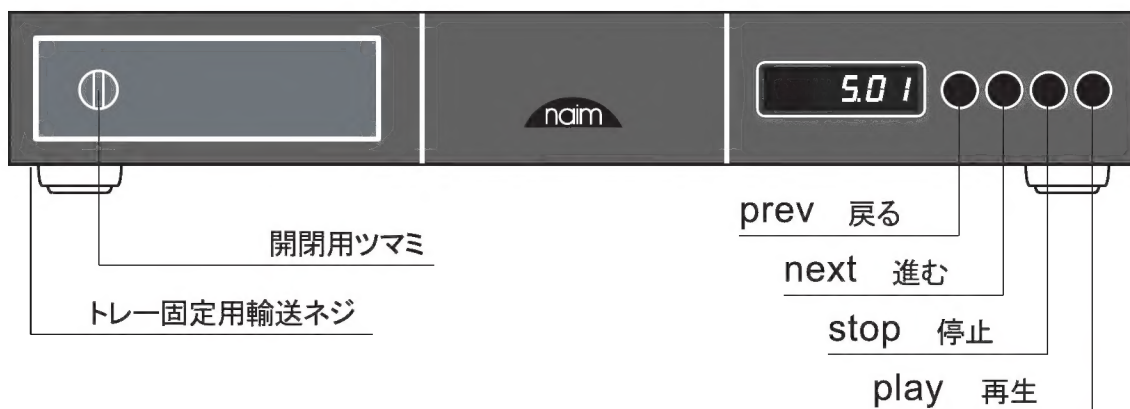 5.01
naim
prev 戻る
開閉用ツマミ
next 進む
トレー固定用輸送ネジ
stop 停止
play 再生